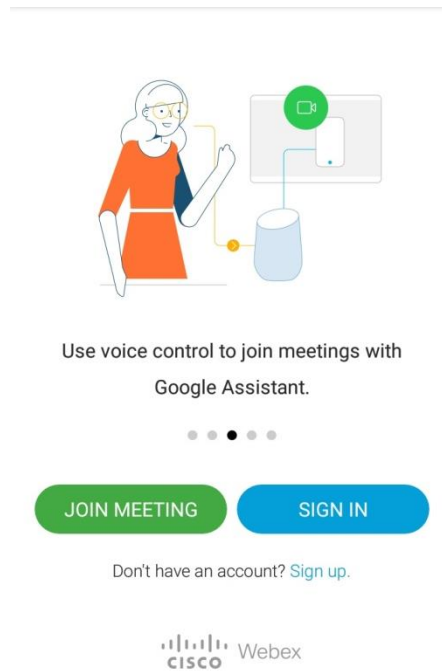 Use voice control to join meetings with
Google Assistant.
JOIN MEETING
SIGN IN
Don't have an account? Sign up.
CISCO Webex